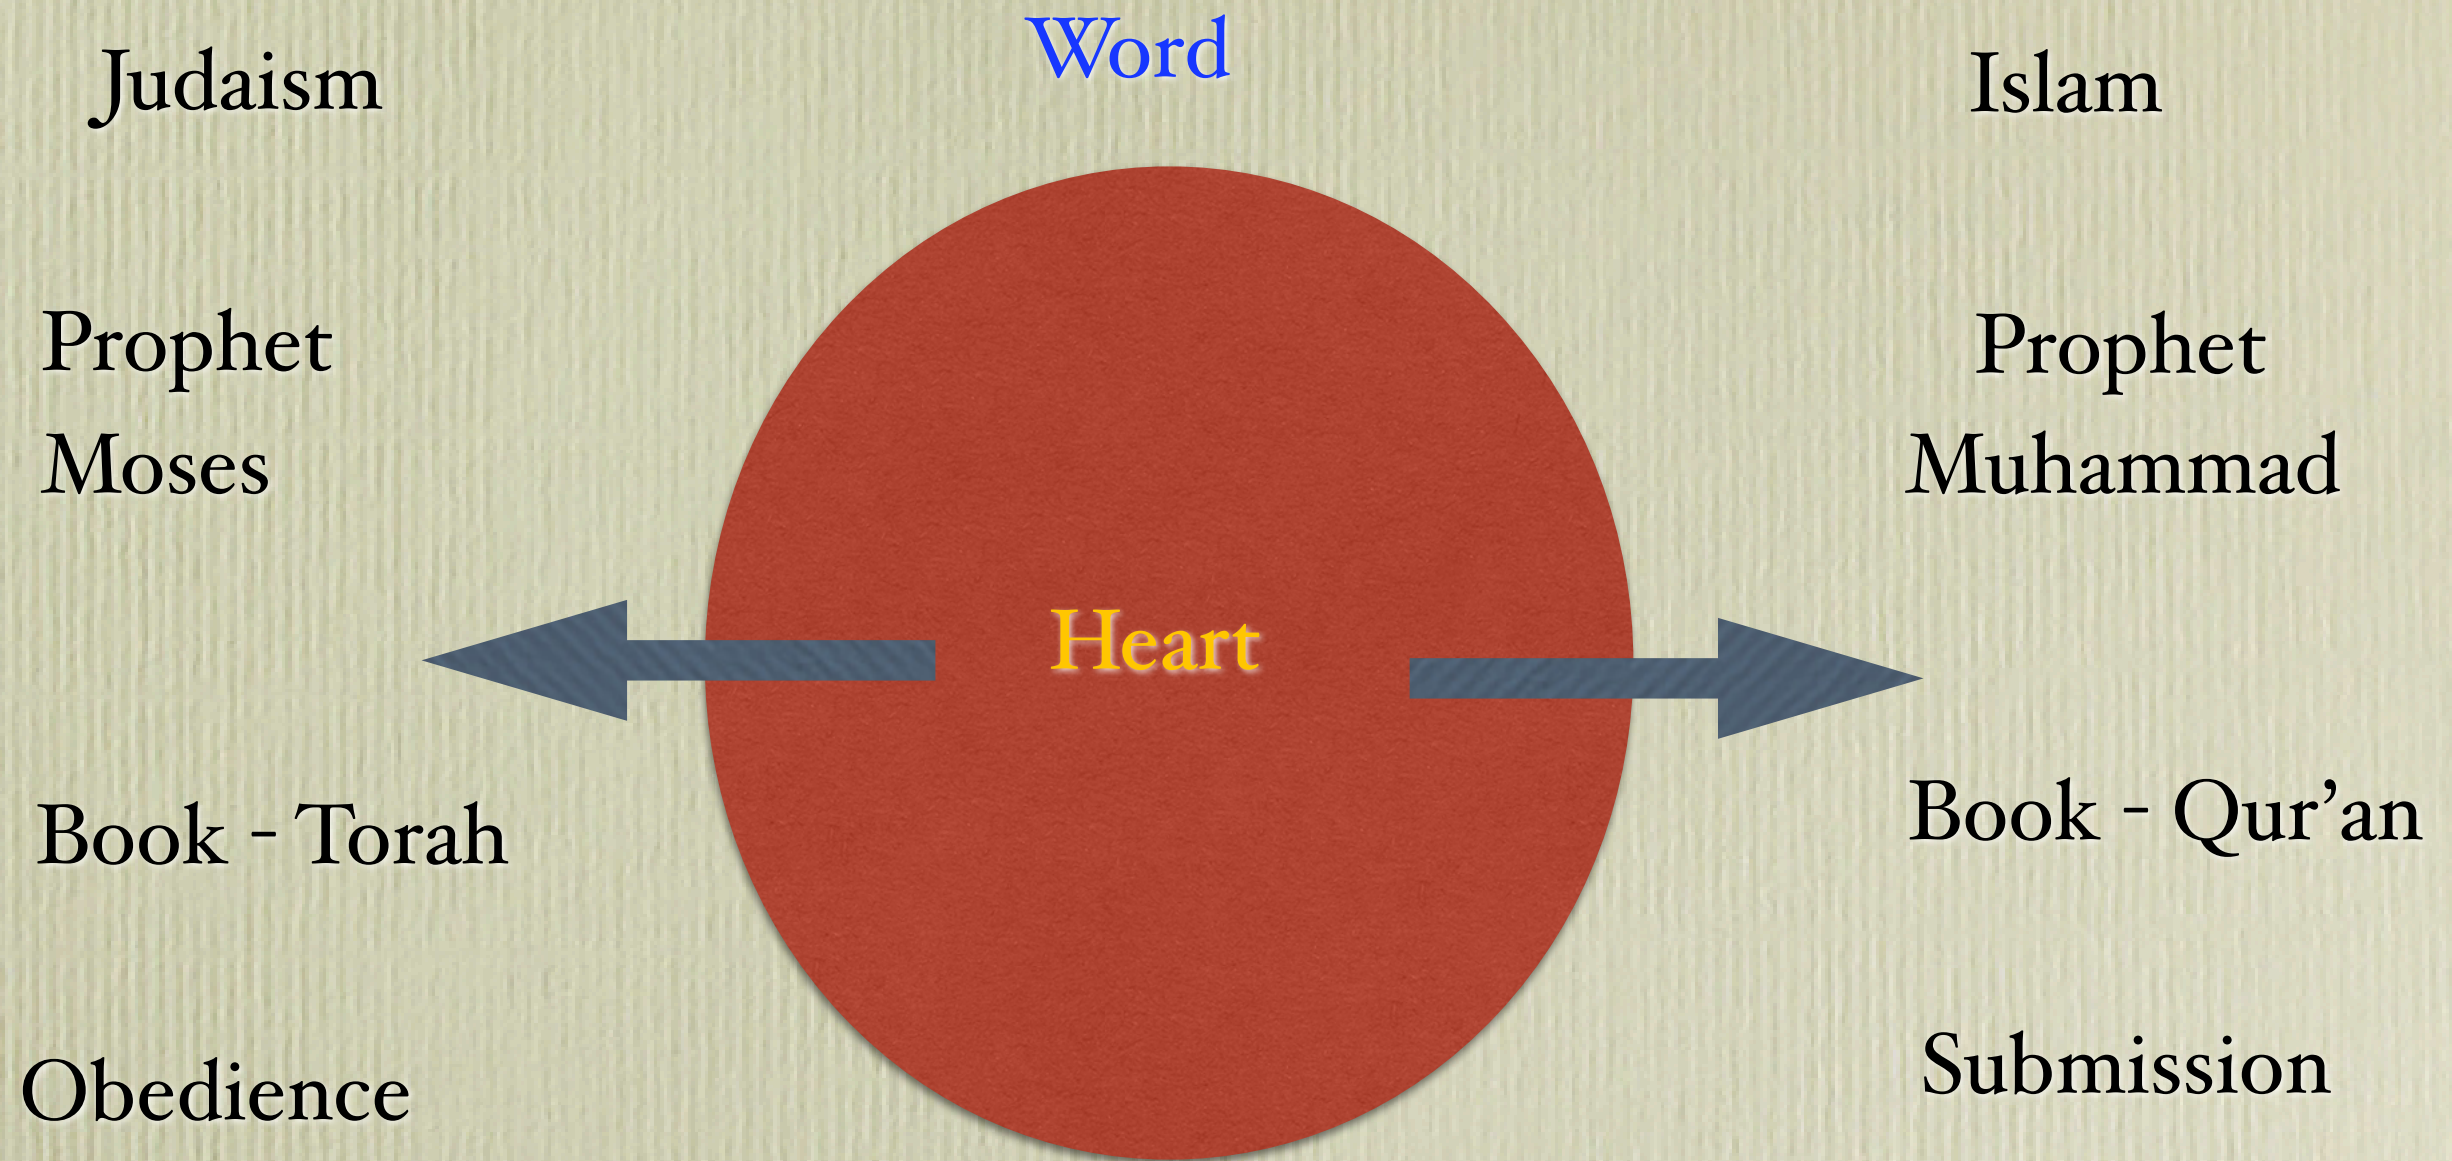 Word
Judaism
Islam
Prophet
Moses
Prophet
Muhammad
Heart
Book - Torah
Book - Qur’an
Obedience
Submission